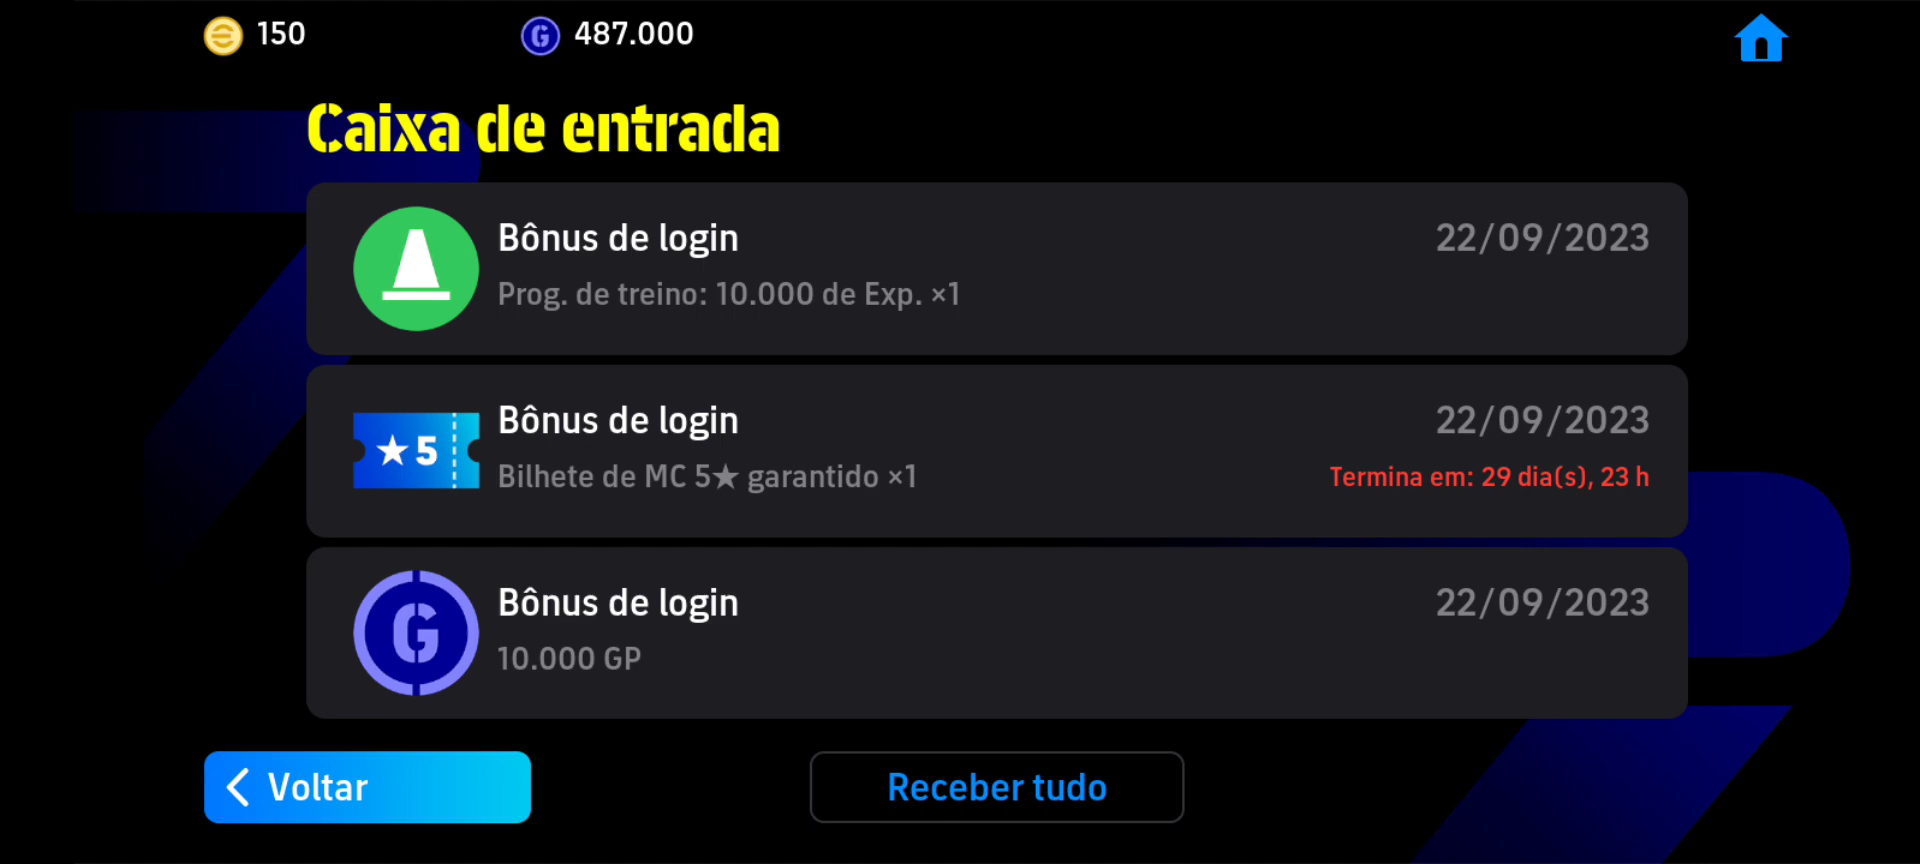 150
G 487.000
Caixa de entrada
Bônus de login
22/09/2023
Prog. de treino: 10.000 de Exp. ×1
★5
Bônus de login
22/09/2023
Bilhete de MC 5★ garantido ×1
Termina em: 29 dia(s), 23 h
G
Bônus de login
22/09/2023
10.000 GP
Voltar
Receber tudo